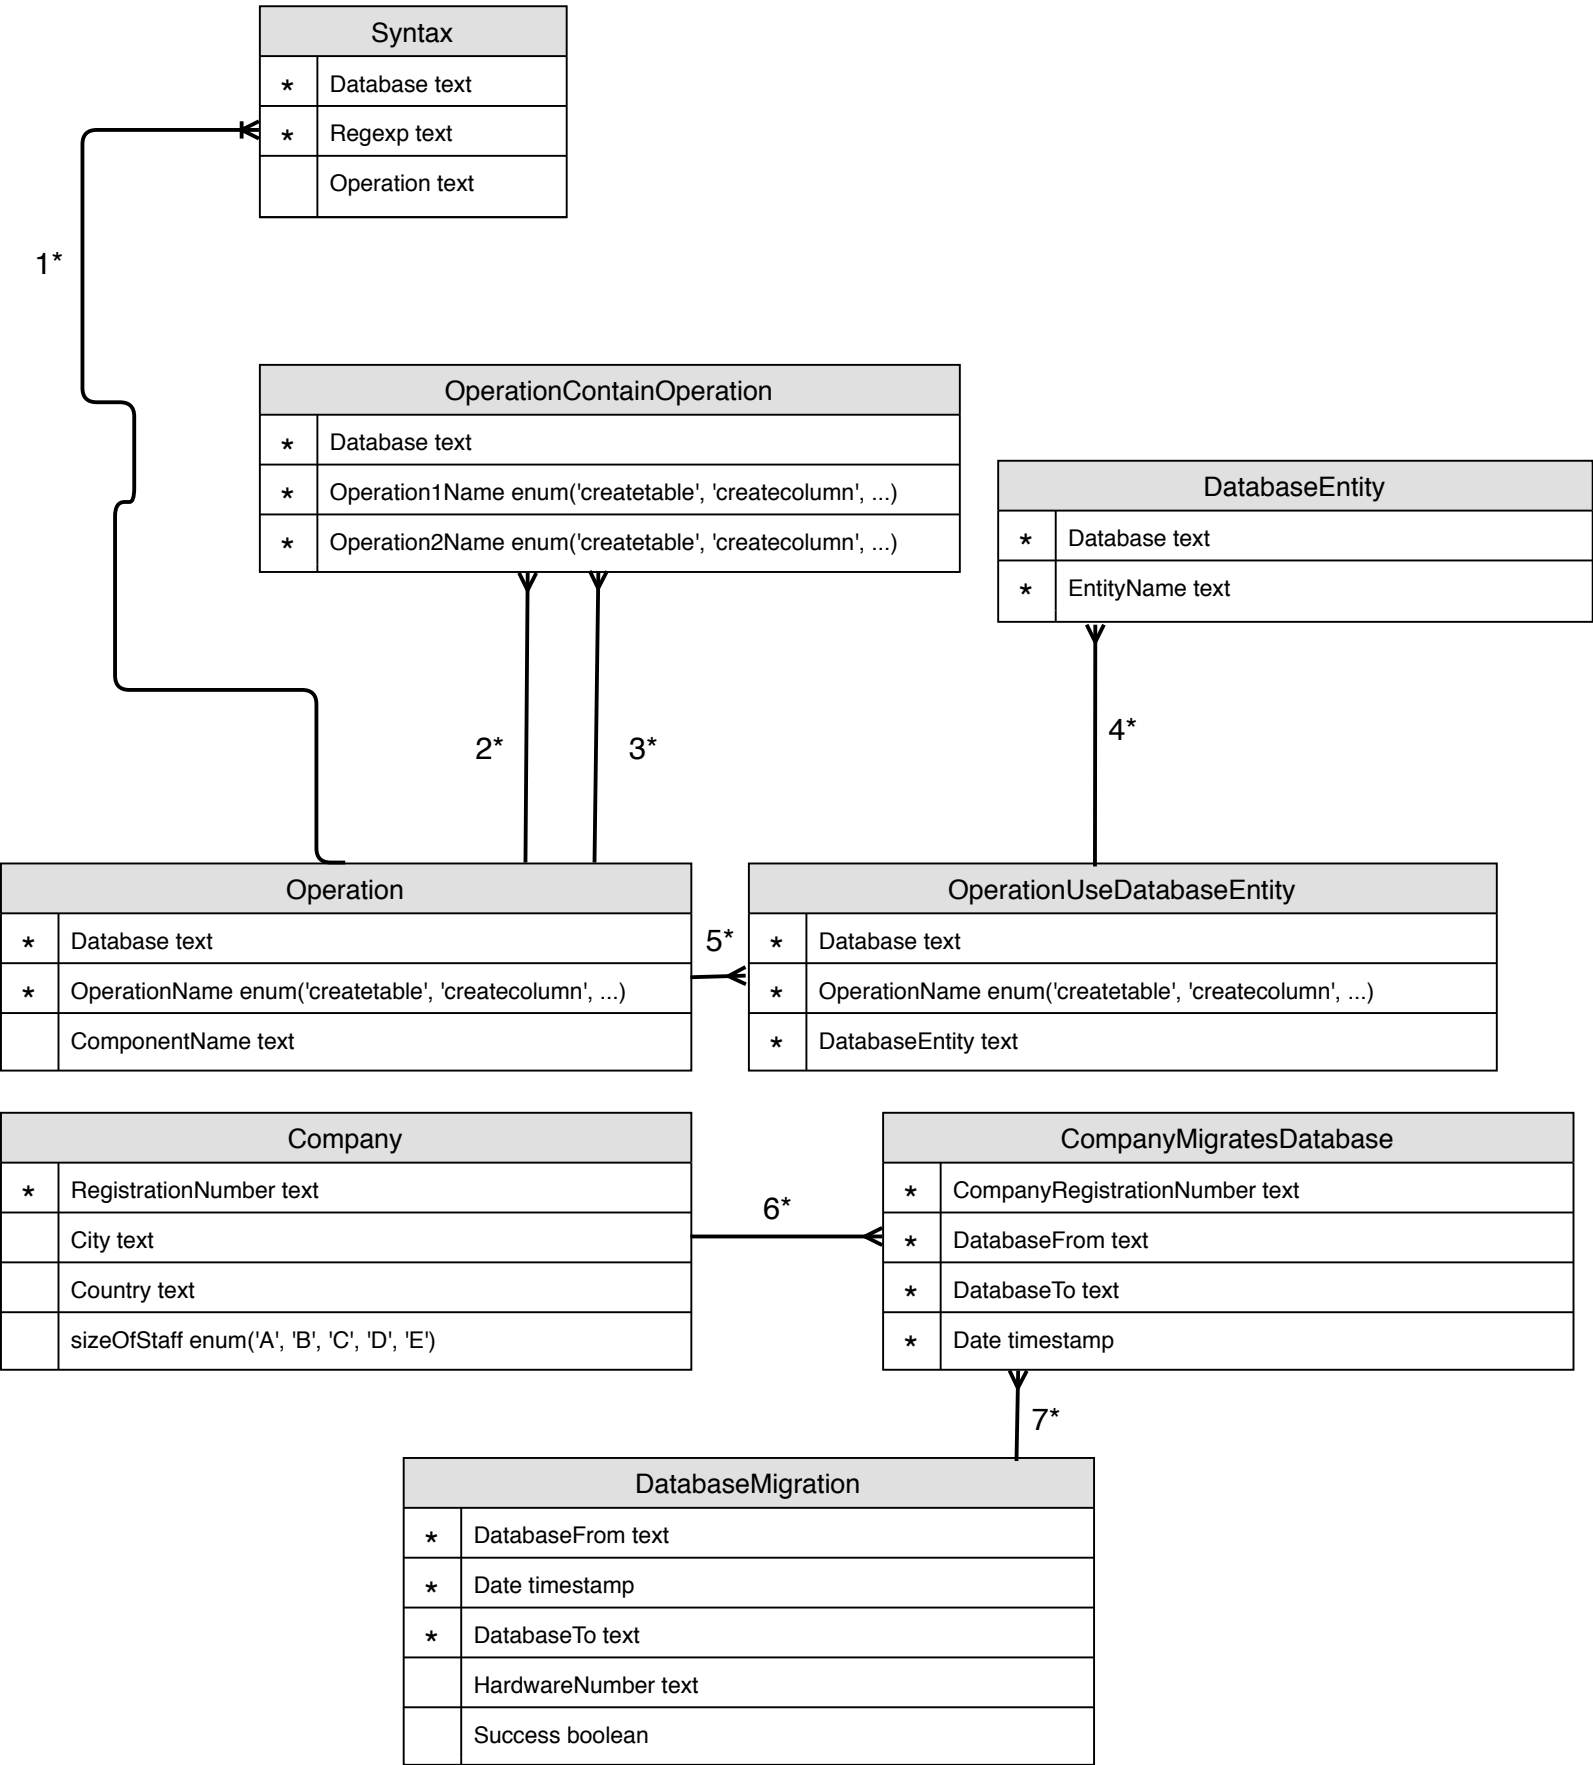 Syntax
* Database text
* Regexp text
Operation text
1*
OperationContainOperation
* Database text
* Operation1Name enum('createtable', 'createcolumn', ...)
* Operation2Name enum('createtable', 'createcolumn', ...)
DatabaseEntity
* Database text
* EntityName text
2*
3*
4*
Operation
* Database text
* OperationName enum('createtable', 'createcolumn', ...)
ComponentName text
5*
OperationUseDatabaseEntity
* Database text
* OperationName enum('createtable', 'createcolumn', ...)
* DatabaseEntity text
Company
* RegistrationNumber text
City text
Country text
sizeOfStaff enum('A', 'B', 'C', 'D', 'E')
6*
CompanyMigratesDatabase
* CompanyRegistrationNumber text
* DatabaseFrom text
* DatabaseTo text
* Date timestamp
7*
DatabaseMigration
* DatabaseFrom text
* Date timestamp
* DatabaseTo text
HardwareNumber text
Success boolean